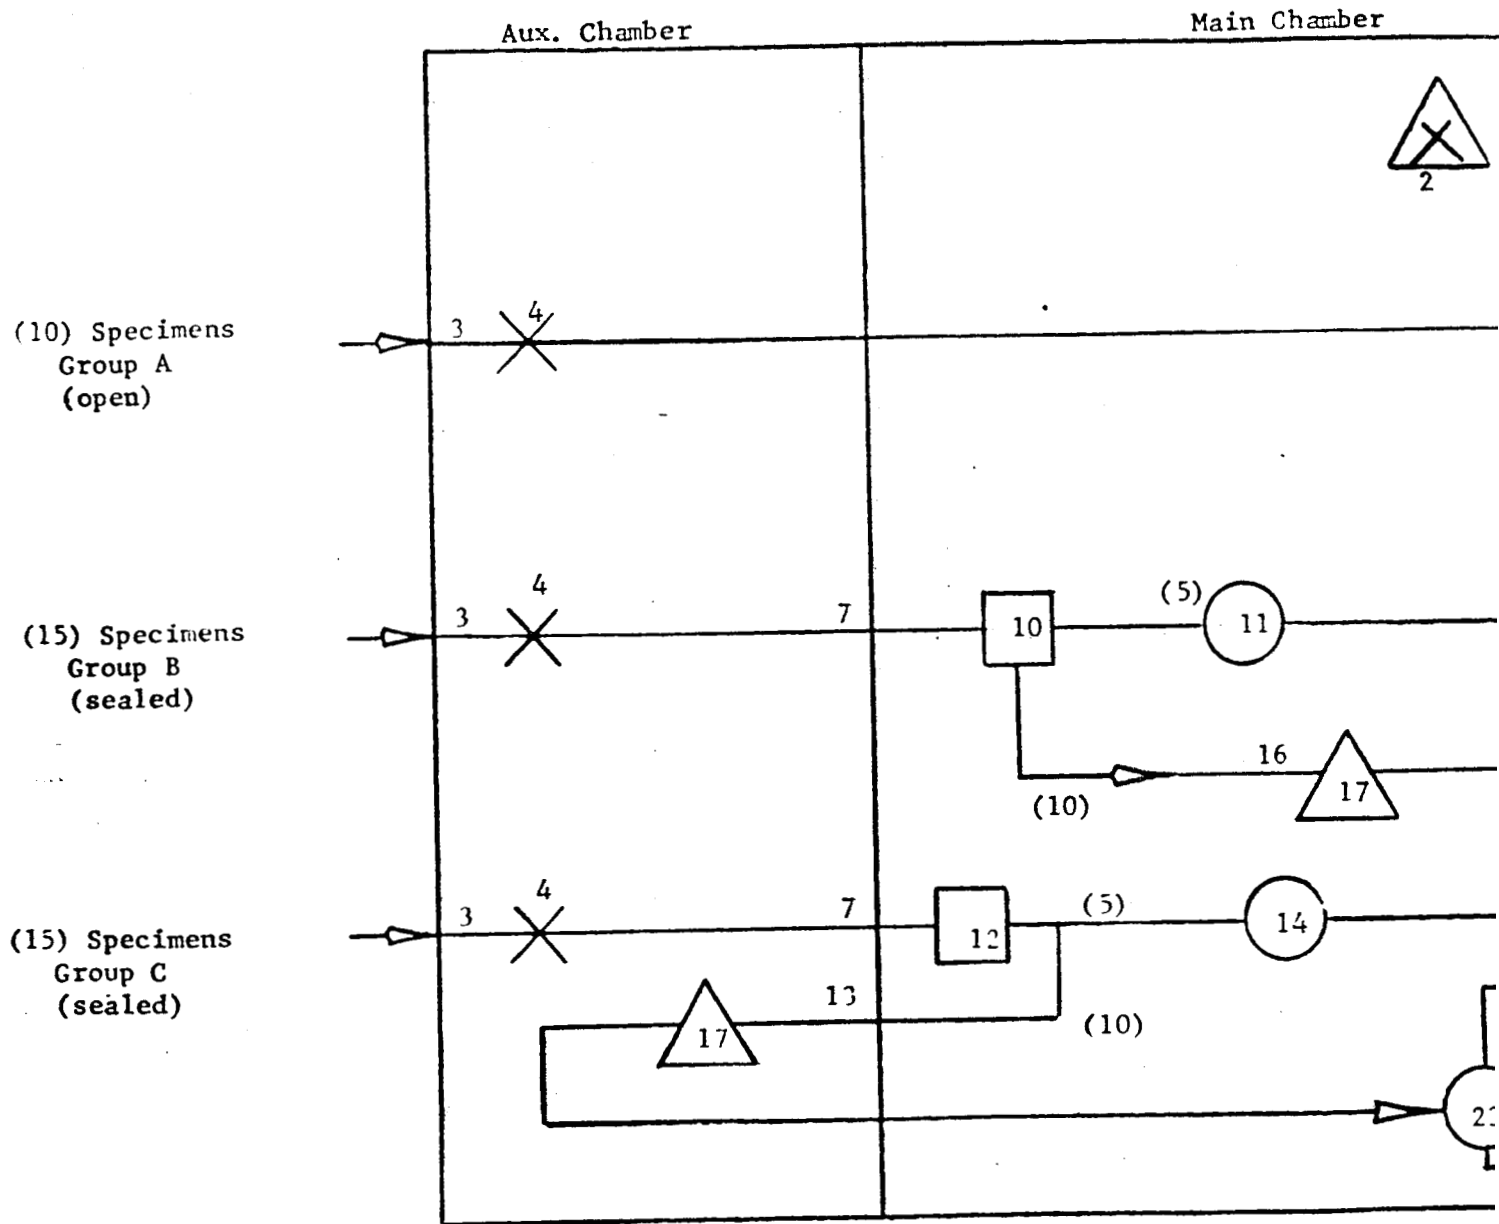 Aux. Chamber
Main Chamber
2
(10) Specimens
Group A
(open)
3
4
(15) Specimens
Group B
(sealed)
3
4
7
10
(5)
11
16
(10)
17
(15) Specimens
Group C
(sealed)
3
4
7
12
(5)
14
13
(10)
17